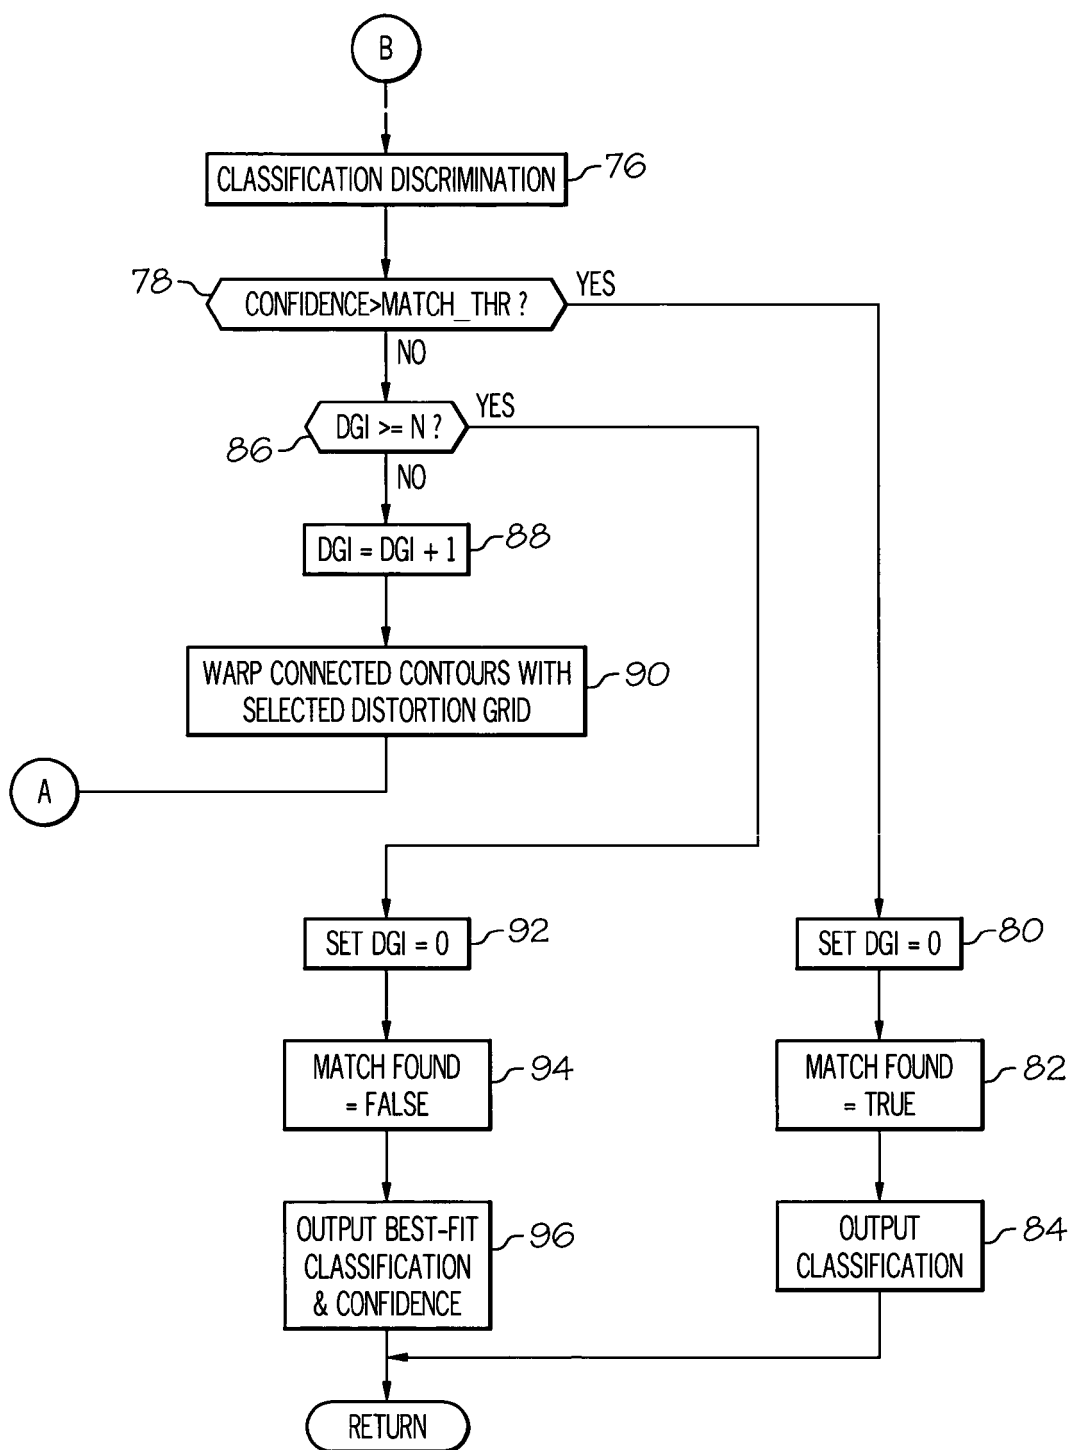 B
CLASSIFICATION DISCRIMINATION
76
78
CONFIDENCE>MATCH_THR ?
YES
NO
86
DGI >= N ?
YES
NO
DGI = DGI + 1
88
WARP CONNECTED CONTOURS WITH
SELECTED DISTORTION GRID
90
A
SET DGI = 0
92
SET DGI = 0
80
MATCH FOUND
= FALSE
94
MATCH FOUND
= TRUE
82
OUTPUT BEST-FIT
CLASSIFICATION
& CONFIDENCE
96
OUTPUT
CLASSIFICATION
84
RETURN